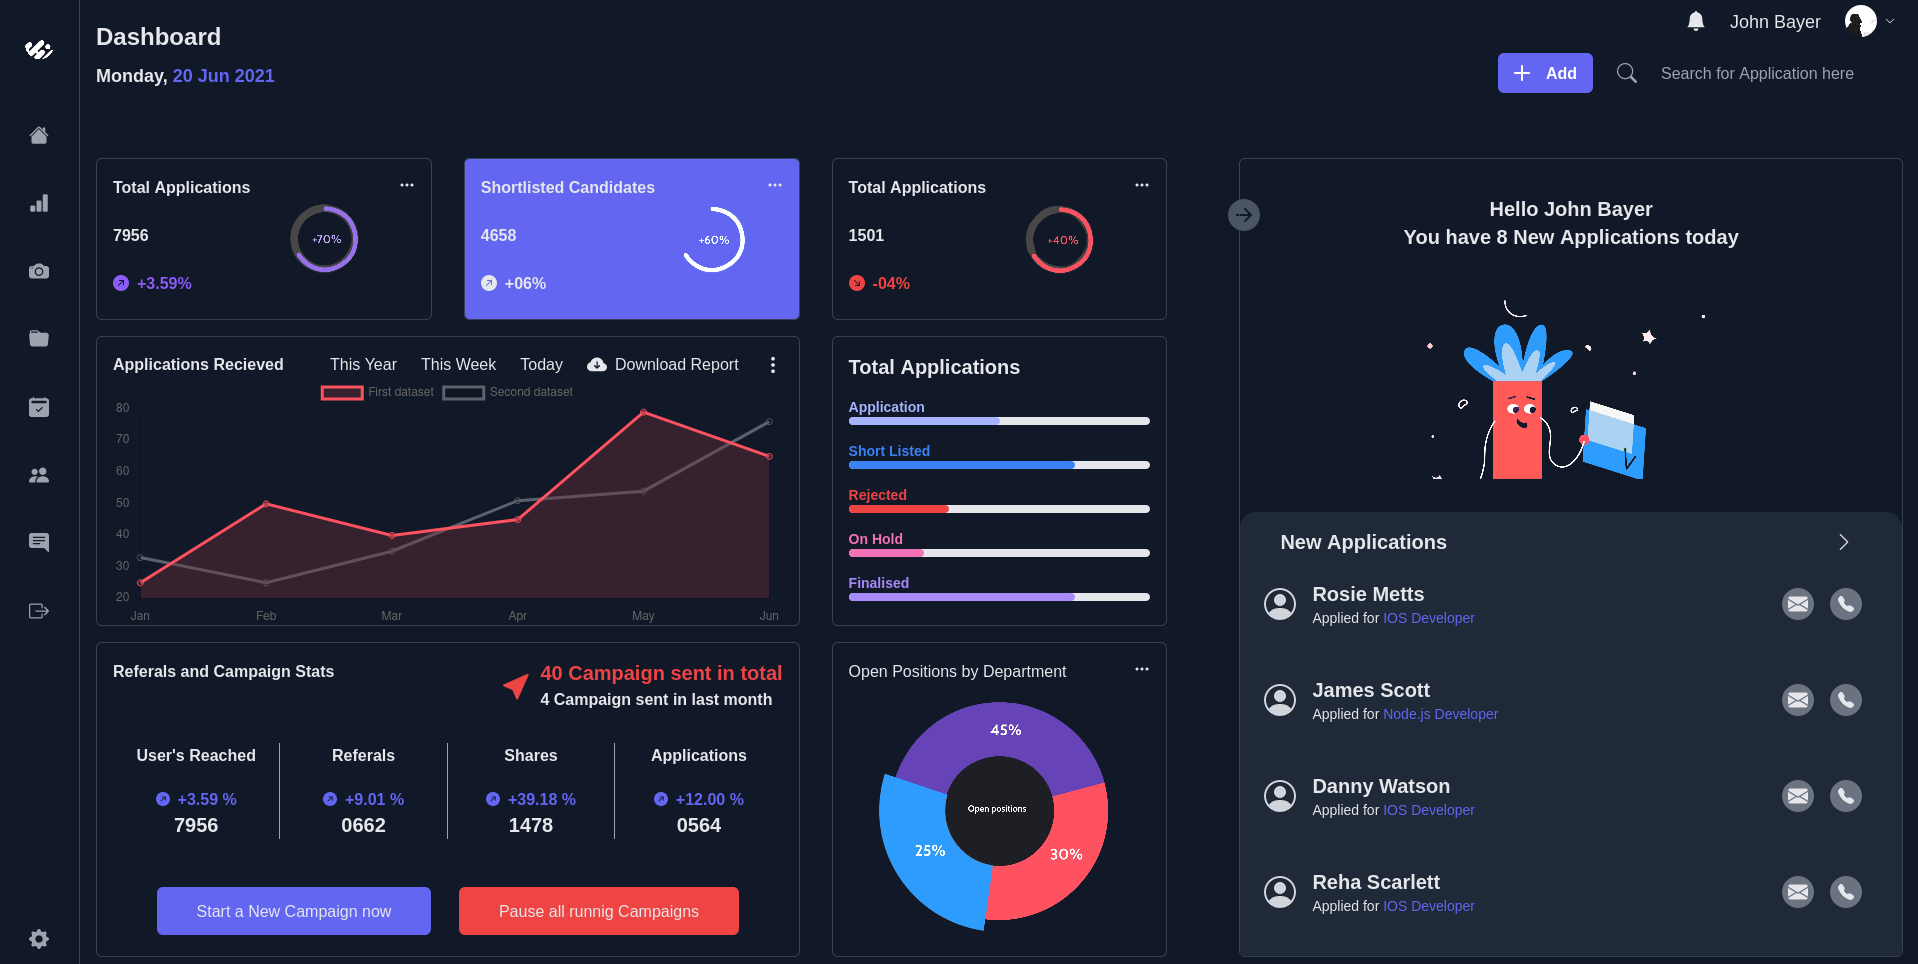 Dashboard
Monday, 20 Jun 2021
John Bayer
Add
Search for Application here
Total Applications
7956
+70%
+3.59%
Shortlisted Candidates
4658
+60%
+06%
Total Applications
1501
+40%
-04%
Hello John Bayer
You have 8 New Applications today
Applications Recieved
This Year
This Week
Today
Download Report
First dataset
Second dataset
80
70
60
50
40
30
20
Jan
Feb
Mar
Apr
May
Jun
Total Applications
Application
Short Listed
Rejected
On Hold
Finalised
Referals and Campaign Stats
40 Campaign sent in total
4 Campaign sent in last month
User's Reached
+3.59 %
7956
Referals
+9.01 %
0662
Shares
+39.18 %
1478
Applications
+12.00 %
0564
Start a New Campaign now
Pause all runnig Campaigns
Open Positions by Department
45%
Open positions
25%
30%
New Applications
Rosie Metts
Applied for IOS Developer
James Scott
Applied for Node.js Developer
Danny Watson
Applied for IOS Developer
Reha Scarlett
Applied for IOS Developer